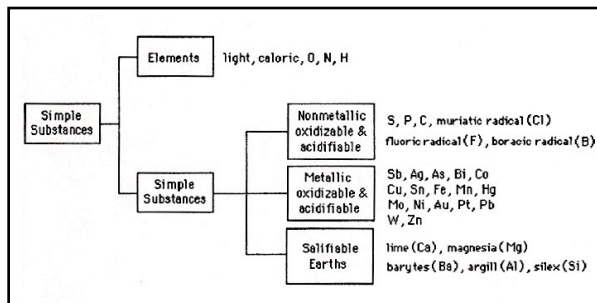 Elements
light, caloric, O, N, H
Simple
Substances
Nonmetallic
oxidizable &
acidifiable
S, P, C, muriatic radical (Cl)
fluoric radical (F), boracic radical (B)
Simple
Substances
Metallic
oxidizable &
acidifiable
Sb, Ag, As, Bi, Co
Cu, Sn, Fe, Mn, Hg
Mo, Ni, Au, Pt, Pb
W, Zn
Salifiable
Earths
lime (Ca), magnesia (Mg)
barytes (Ba), argill (Al), silex (Si)